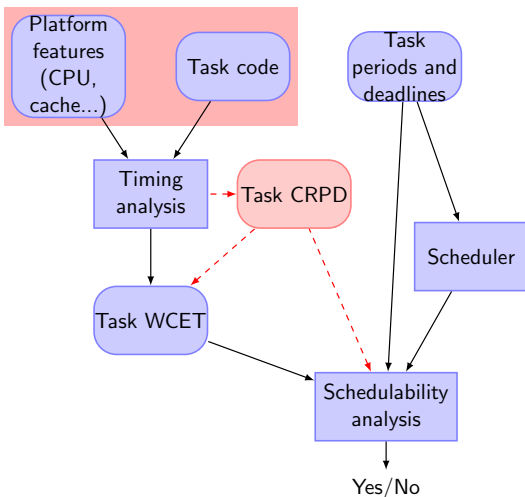 Platform
features
(CPU,
cache...)
Task code
Task
periods and
deadlines
Timing
analysis
Task CRPD
Scheduler
Task WCET
Schedulability
analysis
Yes/No